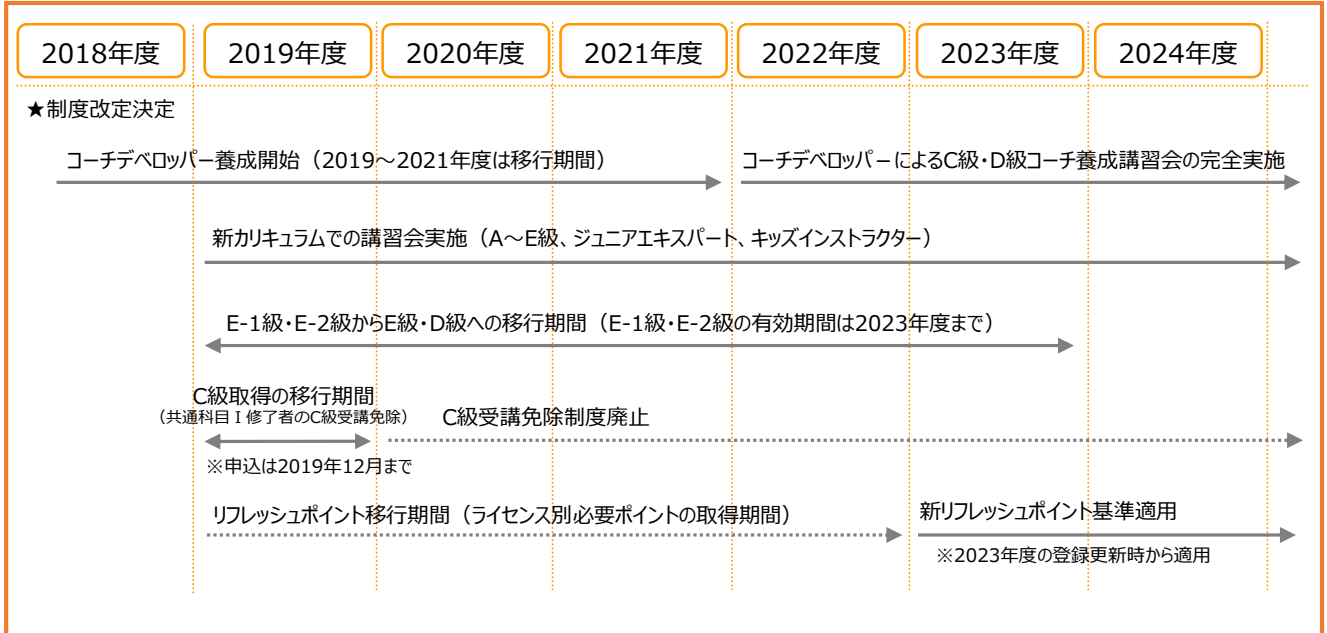 2018年度 2019年度 2020年度 2021年度 2022年度 2023年度 2024年度
★制度改定決定
コーチデベロッパー養成開始（2019～2021年度は移行期間） コーチデベロッパーによるC級・D級コーチ養成講習会の完全実施
新カリキュラムでの講習会実施（A～E級、ジュニアエキスパート、キッズインストラクター）
E-1級・E-2級からE級・D級への移行期間（E-1級・E-2級の有効期間は2023年度まで）
C級取得の移行期間
（共通科目Ⅰ修了者のC級受講免除） C級受講免除制度廃止
※申込は2019年12月まで
リフレッシュポイント移行期間（ライセンス別必要ポイントの取得期間） 新リフレッシュポイント基準適用
※2023年度の登録更新時から適用